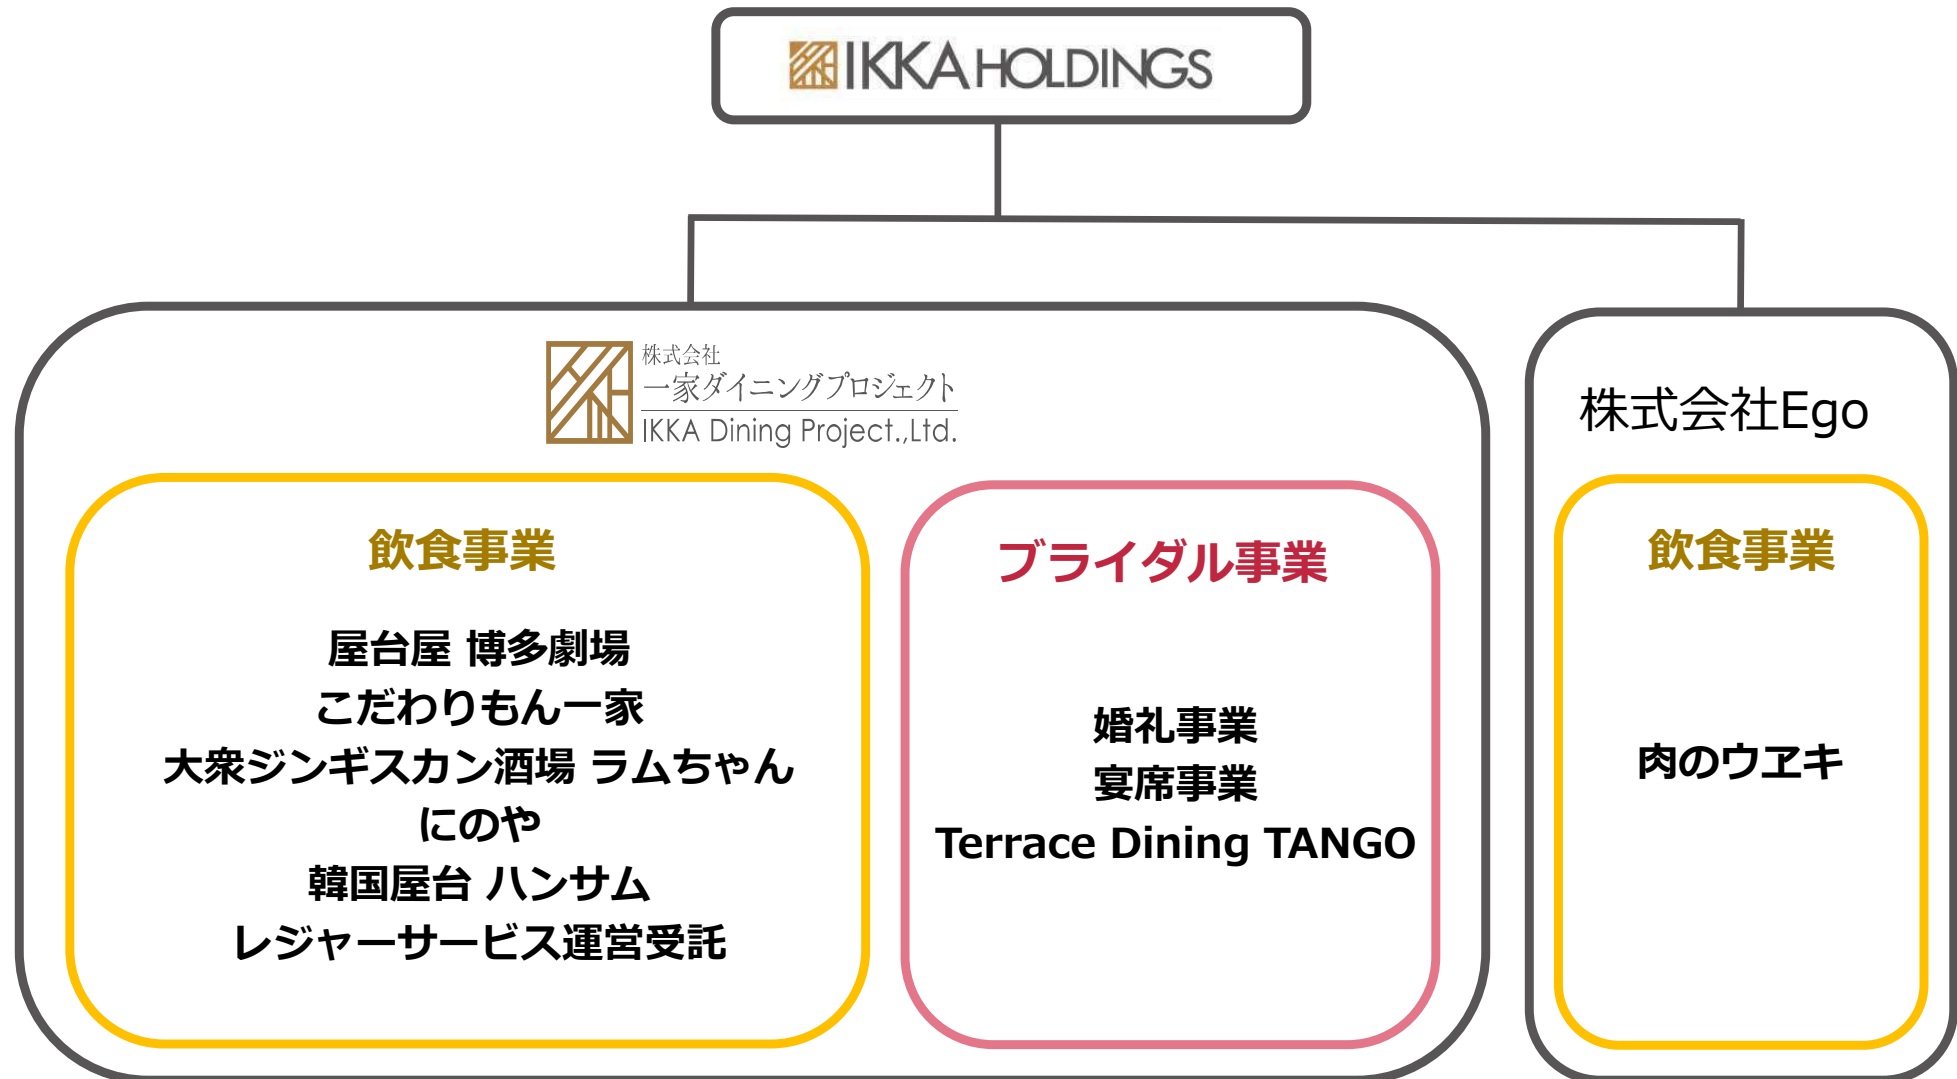 IKKA HOLDINGS
株式会社
一家ダイニングプロジェクト
IKKA Dining Project.,Ltd.
飲食事業
屋台屋 博多劇場
こだわりもん一家
大衆ジンギスカン酒場 ラムちゃん
にのや
韓国屋台 ハンサム
レジャーサービス運営受託
ブライダル事業
婚礼事業
宴席事業
Terrace Dining TANGO
株式会社Ego
飲食事業
肉のウヱキ